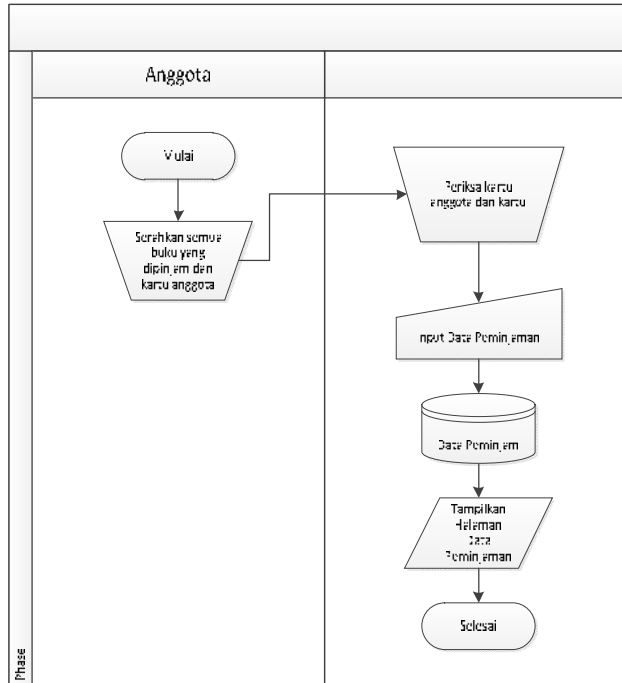 Anggota
Mulai
Serahkan semua
buku yang
dipinjam dan
kartu anggota
Periksa kartu
anggota dan kartu
Input Data Peminjaman
Data Peminjam
Tampilkan
Halaman
Data
Peminjaman
Selesai
Phase